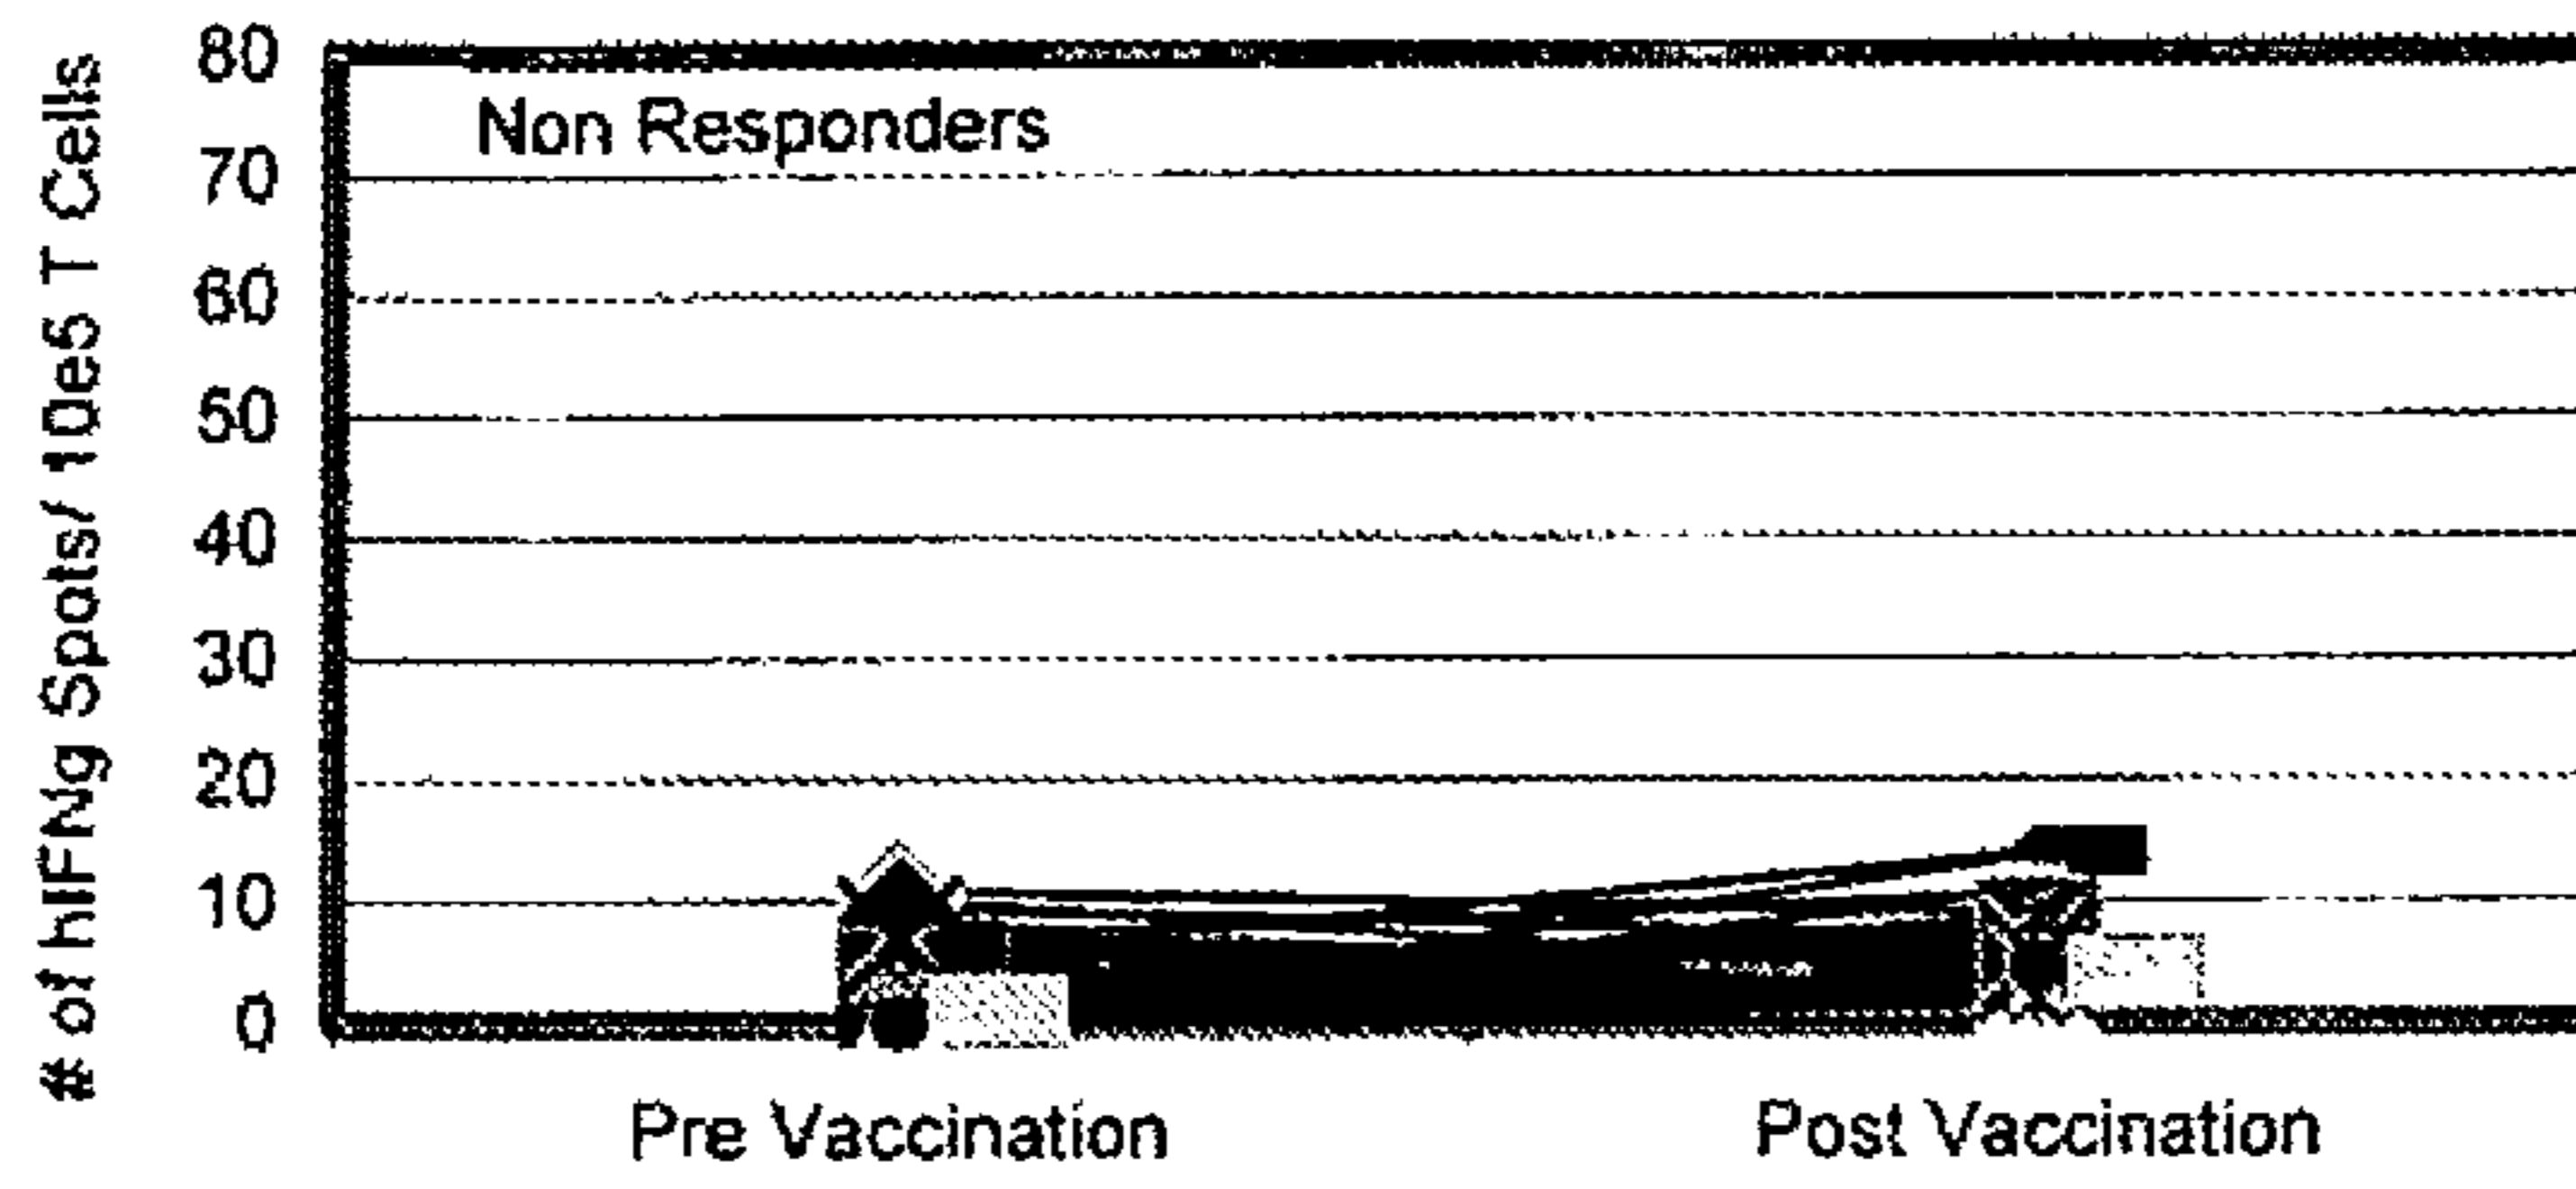 # of hIFNg Spots/ 10e5 T Cells
80
Non Responders
70
60
50
40
30
20
10
0
Pre Vaccination
Post Vaccination